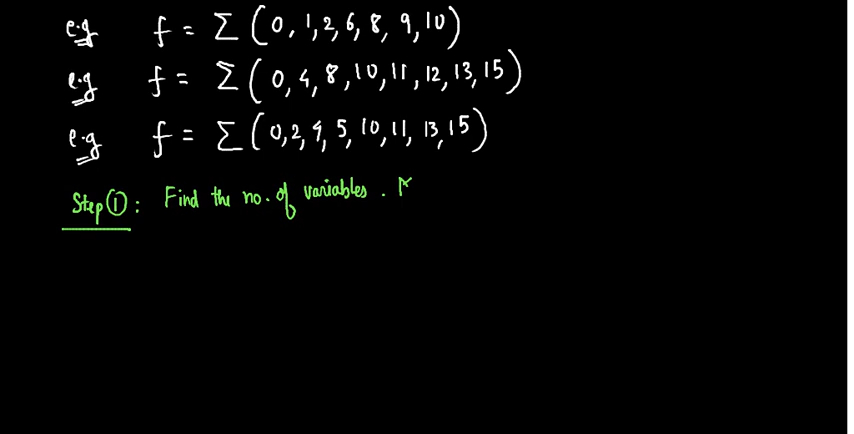 e.g f = Σ (0, 1, 2, 6, 8, 9, 10)
e.g f = Σ (0, 4, 8, 10, 11, 12, 13, 15)
e.g f = Σ (0, 2, 4, 5, 10, 11, 13, 15)
Step ①: Find the no. of variables.